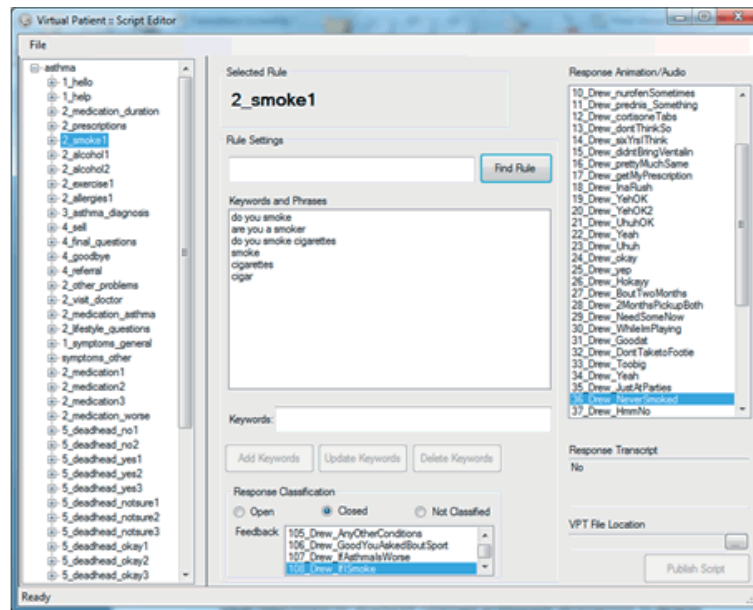 Virtual Patient :: Script Editor
File
asthma
1_hello
1_help
2_medication_duration
2_prescriptions
2_smoke1
2_alcohol1
2_alcohol2
2_exercise1
2_allergies1
3_asthma_diagnosis
4_sell
4_final_questions
4_goodbye
4_referral
2_other_problems
2_visit_doctor
2_medication_asthma
2_lifestyle_questions
1_symptoms_general
symptoms_other
2_medication1
2_medication2
2_medication3
2_medication_worse
5_deadhead_no1
5_deadhead_no2
5_deadhead_yes1
5_deadhead_yes2
5_deadhead_yes3
5_deadhead_notsure1
5_deadhead_notsure2
5_deadhead_notsure3
5_deadhead_okay1
5_deadhead_okay2
5_deadhead_okay3
Selected Rule
2_smoke1
Rule Settings
Find Rule
Keywords and Phrases
do you smoke
are you a smoker
do you smoke cigarettes
smoke
cigarettes
cigar
Keywords:
Add Keywords Update Keywords Delete Keywords
Response Classification
Open Closed Not Classified
Feedback
105_Drew_AnyOtherConditions
106_Drew_GoodYouAskedBoutSport
107_Drew_IfAsthmaIsWorse
108_Drew_IfISmoke
Response Animation/Audio
10_Drew_nurofenSometimes
11_Drew_prednis_Something
12_Drew_cortisoneTabs
13_Drew_dontThinkSo
14_Drew_sixYrsIThink
15_Drew_didntBringVentalin
16_Drew_prettyMuchSame
17_Drew_getMyPrescription
18_Drew_InaRush
19_Drew_YehOK
20_Drew_YehOK2
21_Drew_UhuhOK
22_Drew_Yeah
23_Drew_Uhuh
24_Drew_okay
25_Drew_yep
26_Drew_Hokayy
27_Drew_BoutTwoMonths
28_Drew_2MonthsPickupBoth
29_Drew_NeedSomeNow
30_Drew_WhileImPlaying
31_Drew_Goodat
32_Drew_DontTaketoFootie
33_Drew_Toobig
34_Drew_Yeah
35_Drew_JustAtParties
36_Drew_NeverSmoked
37_Drew_HmmNo
Response Transcript
No
VPT File Location
...
Publish Script
Ready